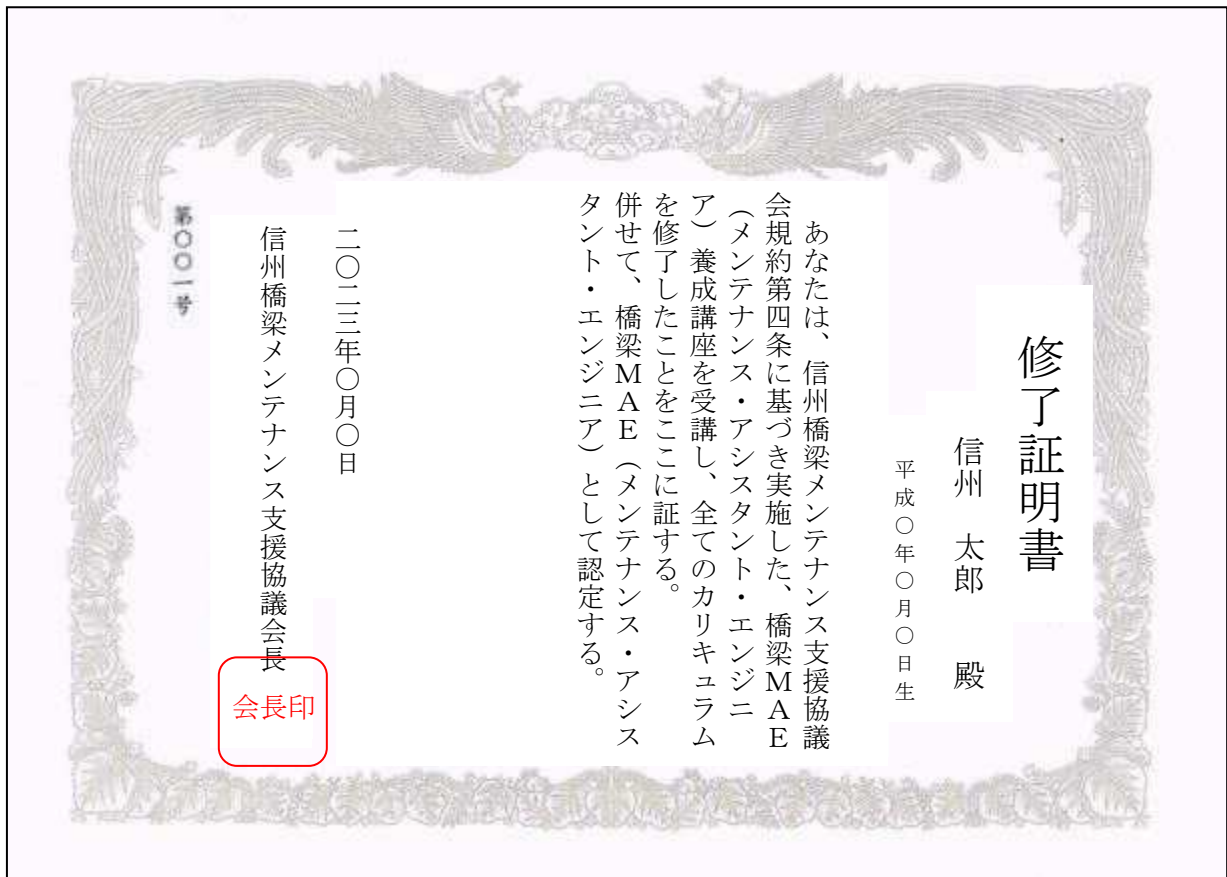 修了証明書
信州 太郎 殿
平成〇年〇月〇日生
あなたは、信州橋梁メンテナンス支援協議
会規約第四条に基づき実施した、橋梁MAE
(メンテナンス・アシスタント・エンジニ
ア)養成講座を受講し、全てのカリキュラム
を修了したことをここに証する。
併せて、橋梁MAE(メンテナンス・アシス
タント・エンジニア)として認定する。
二〇二三年〇月〇日
信州橋梁メンテナンス支援協議会長
会長印
第〇〇一号